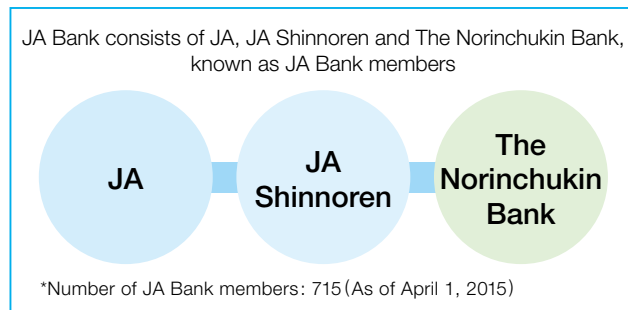 JA Bank consists of JA, JA Shinnoren and The Norinchukin Bank,
known as JA Bank members
JA
JA
Shinnoren
The
Norinchukin
Bank
*Number of JA Bank members: 715 (As of April 1, 2015)